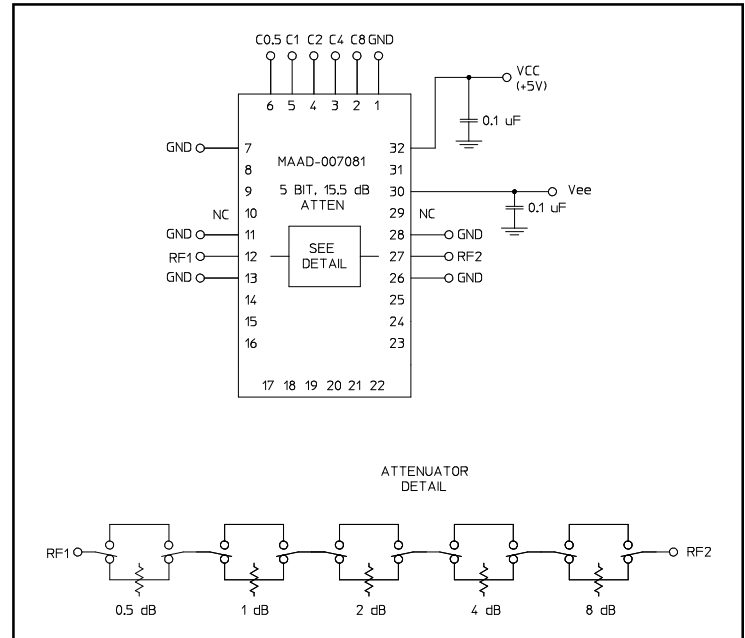 C0.5 C1 C2 C4 C8 GND
6 5 4 3 2 1
VCC
(+5V)
0.1 uF
GND 7
32
8
MAAD-007081
31
9
5 BIT, 15.5 dB
30
Vee
ATTEN
NC 10
29 NC
0.1 uF
GND 11
28 GND
SEE
RF1 12
27 RF2
DETAIL
GND 13
26 GND
14
25
15
24
16
23
17 18 19 20 21 22
ATTENUATOR
DETAIL
RF1
RF2
0.5 dB 1 dB 2 dB 4 dB 8 dB